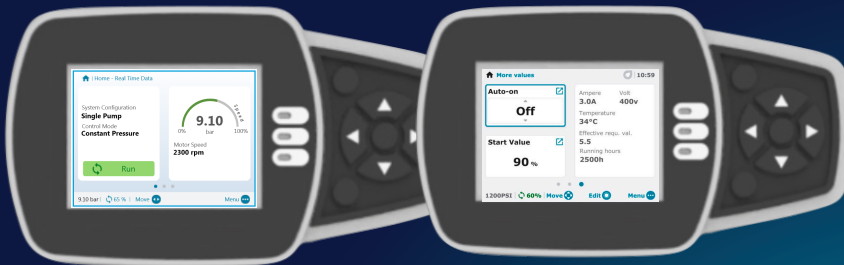 Home - Real Time Data
System Configuration
Single Pump
Control Mode
Constant Pressure
Run
Speed
9.10
0% bar 100%
Motor Speed
2300 rpm
9.10 bar | 65 % | Move
Menu
More values
10:59
Auto-on
Off
Start Value
90 %
Ampere Volt
3.0A 400v
Temperature
34°C
Effective requ. val.
5.5
Running hours
2500h
1200PSI | 60% | Move
Edit
Menu